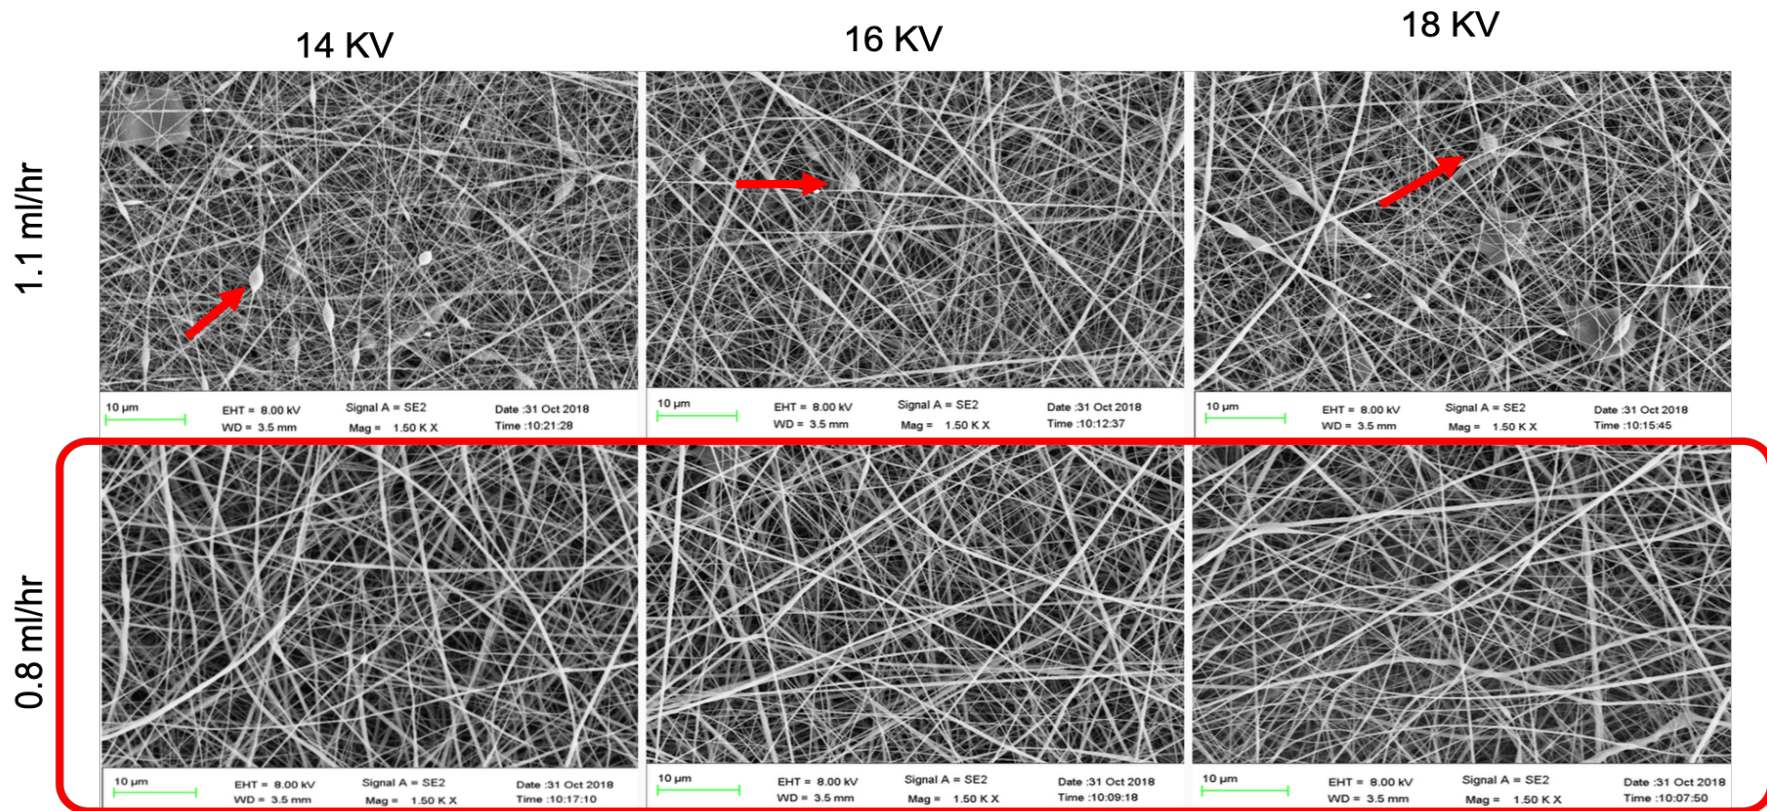 14 KV
16 KV
18 KV
1.1 ml/hr
10 µm EHT = 8.00 kV Signal A = SE2 Date :31 Oct 2018
WD = 3.5 mm Mag = 1.50 K X Time :10:21:28
10 µm EHT = 8.00 kV Signal A = SE2 Date :31 Oct 2018
WD = 3.5 mm Mag = 1.50 K X Time :10:12:37
10 µm EHT = 8.00 kV Signal A = SE2 Date :31 Oct 2018
WD = 3.5 mm Mag = 1.50 K X Time :10:15:45
0.8 ml/hr
10 µm EHT = 8.00 kV Signal A = SE2 Date :31 Oct 2018
WD = 3.5 mm Mag = 1.50 K X Time :10:17:10
10 µm EHT = 8.00 kV Signal A = SE2 Date :31 Oct 2018
WD = 3.5 mm Mag = 1.50 K X Time :10:09:18
10 µm EHT = 8.00 kV Signal A = SE2 Date :31 Oct 2018
WD = 3.5 mm Mag = 1.50 K X Time :10:07:50